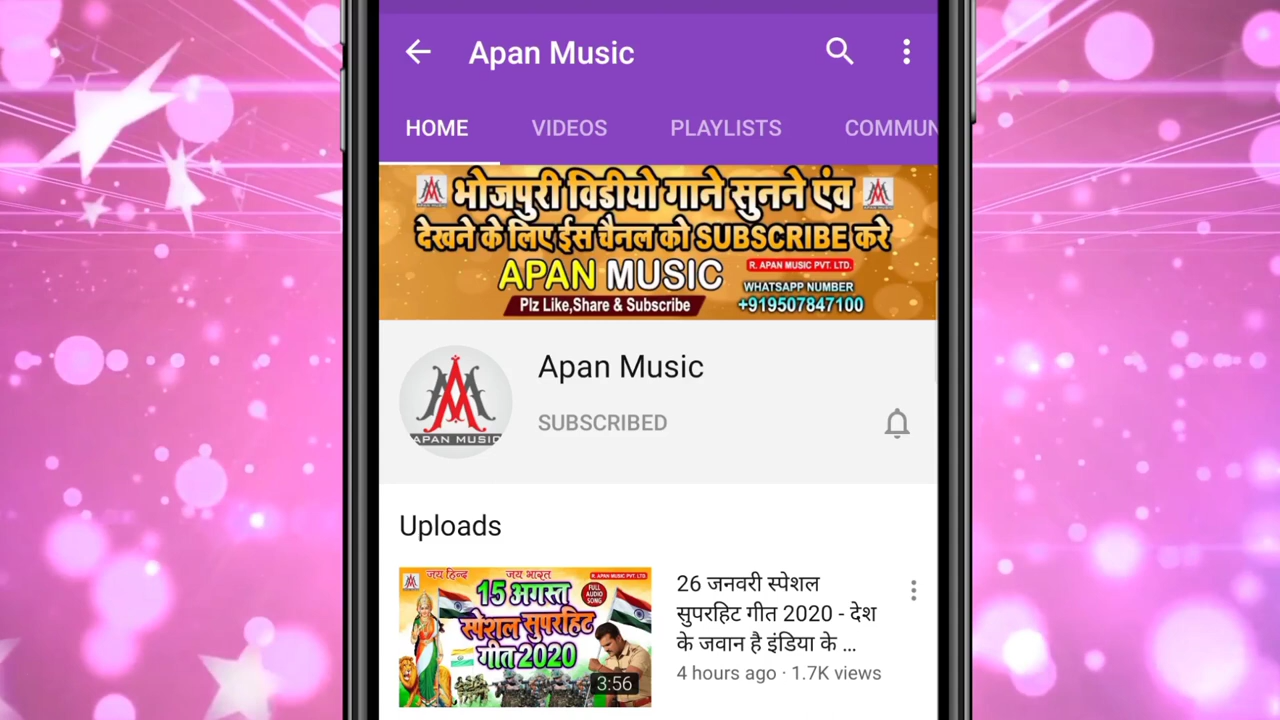 Apan Music
HOME VIDEOS PLAYLISTS COMMUN
भोजपुरी विडीयो गाने सुनने एंव
देखने के लिए ईस चैनल को SUBSCRIBE करे
APAN MUSIC
R. APAN MUSIC PVT. LTD.
WHATSAPP NUMBER
Plz Like,Share & Subscribe
+919507847100
Apan Music
SUBSCRIBED
APAN MUSIC
Uploads
जय हिन्द जय भारत
R. APAN MUSIC PVT. LTD
15 अगस्त
FULL
AUDIO
SONG
स्पेशल सुपरहिट
गीत 2020
3:56
26 जनवरी स्पेशल
सुपरहिट गीत 2020 - देश
के जवान है इंडिया के ...
4 hours ago · 1.7K views